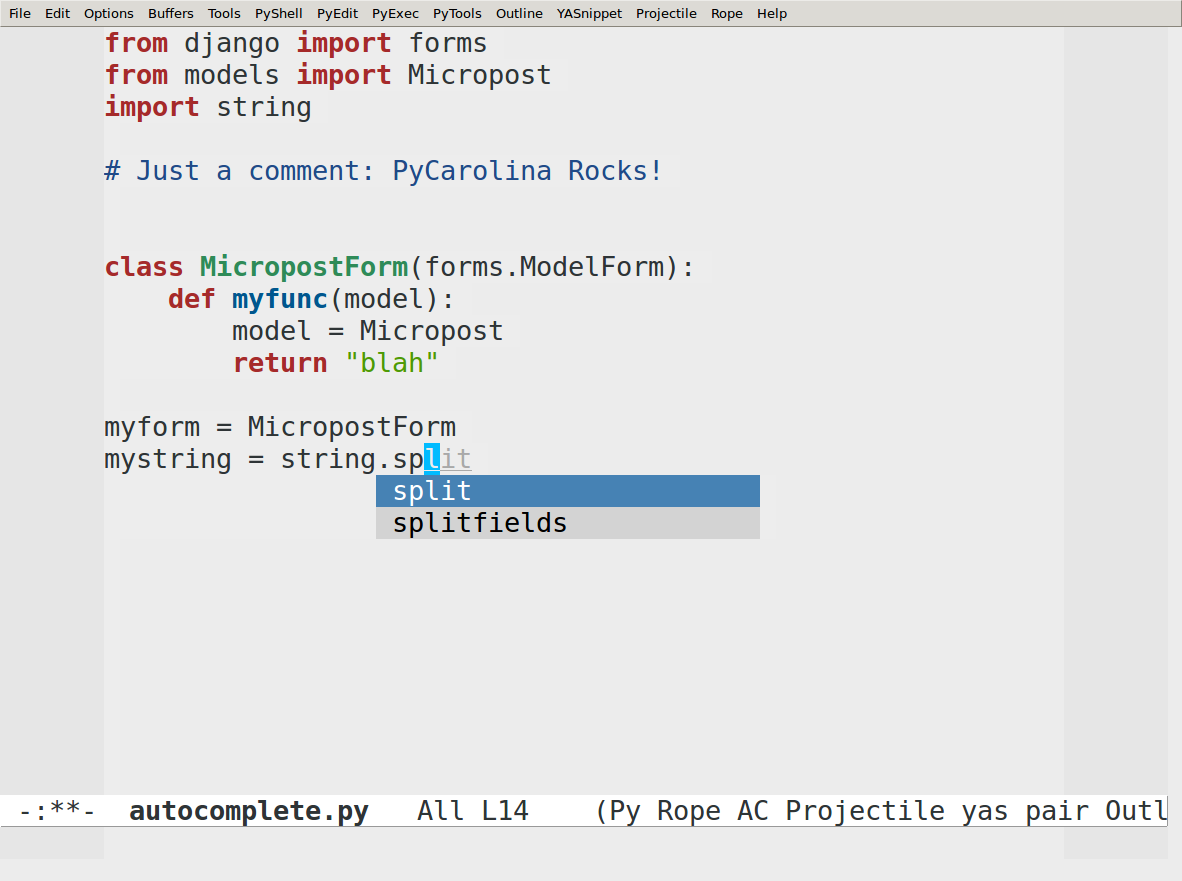 File Edit Options Buffers Tools PyShell PyEdit PyExec PyTools Outline YASnippet Projectile Rope Help
from django import forms
from models import Micropost
import string
# Just a comment: PyCarolina Rocks!
class MicropostForm(forms.ModelForm):
    def myfunc(model):
        model = Micropost
        return "blah"
myform = MicropostForm
mystring = string.split
split
splitfields
-:**-  autocomplete.py   All L14    (Py Rope AC Projectile yas pair Outl